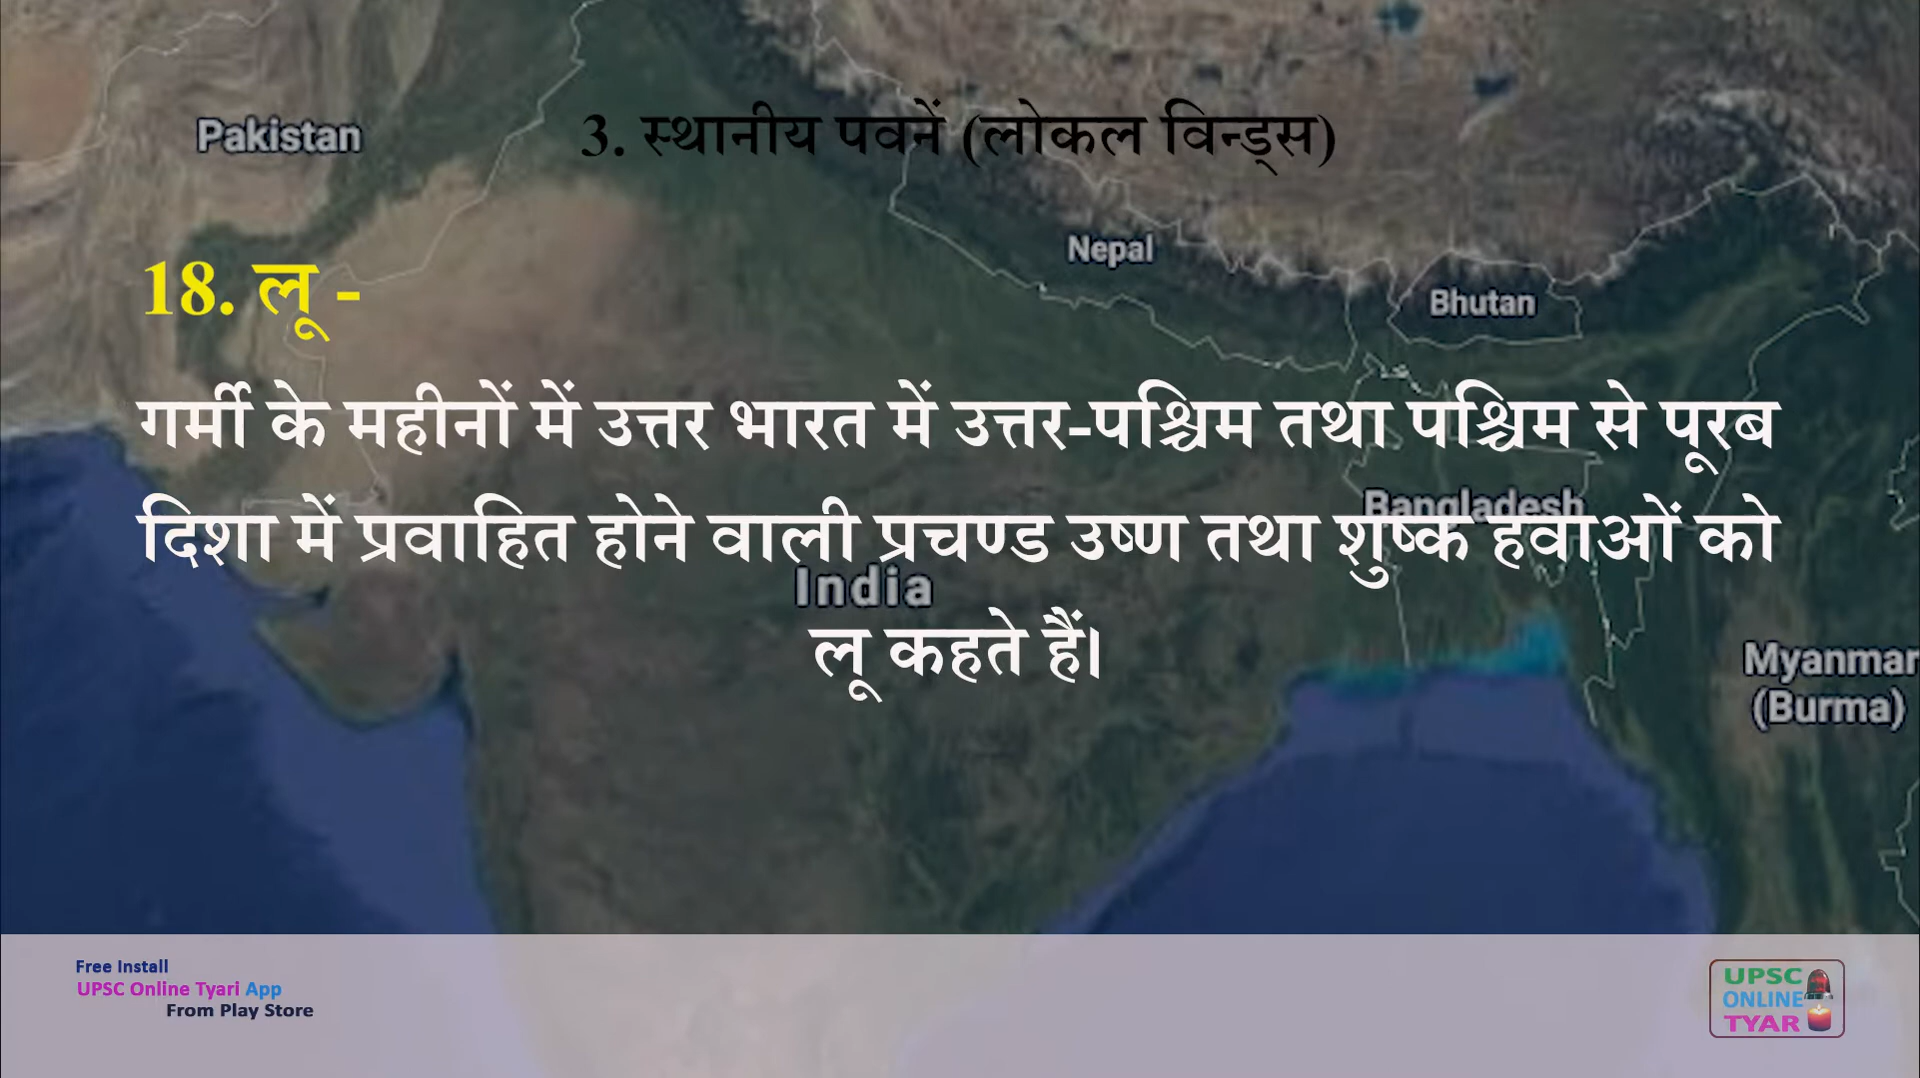 3. स्थानीय पवनें (लोकल विन्ड्स)
Pakistan
Nepal
18. लू -
Bhutan
गर्मी के महीनों में उत्तर भारत में उत्तर-पश्चिम तथा पश्चिम से पूरब
Bangladesh
दिशा में प्रवाहित होने वाली प्रचण्ड उष्ण तथा शुष्क हवाओं को
India
लू कहते हैं।
Myanmar
(Burma)
Free Install
UPSC Online Tyari App
From Play Store
UPSC
ONLINE
TYAR